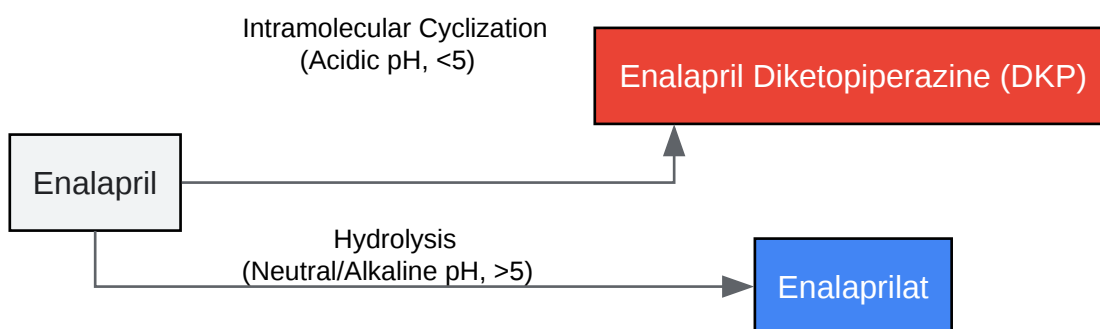 Intramolecular Cyclization
(Acidic pH, <5)
Enalapril Diketopiperazine (DKP)
Enalapril
Hydrolysis
(Neutral/Alkaline pH, >5)
Enalaprilat